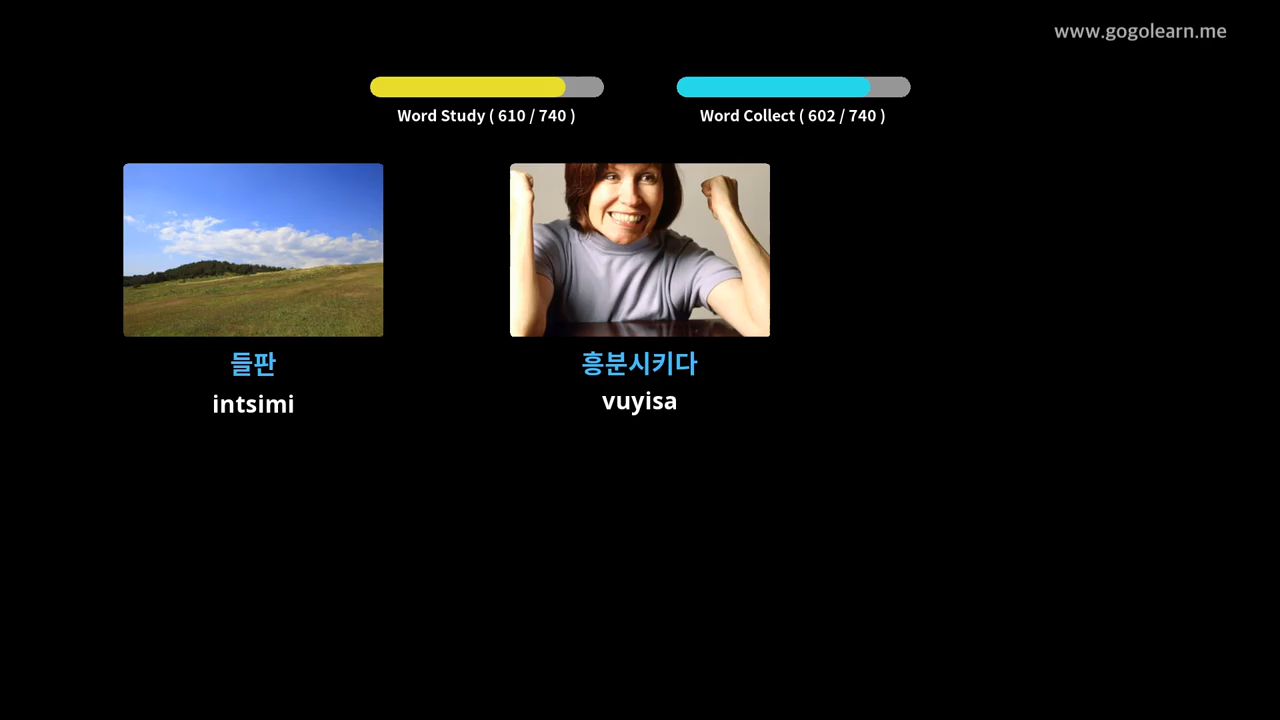 www.gogolearn.me
Word Study ( 610 / 740 )
Word Collect ( 602 / 740 )
들판
intsimi
흥분시키다
vuyisa